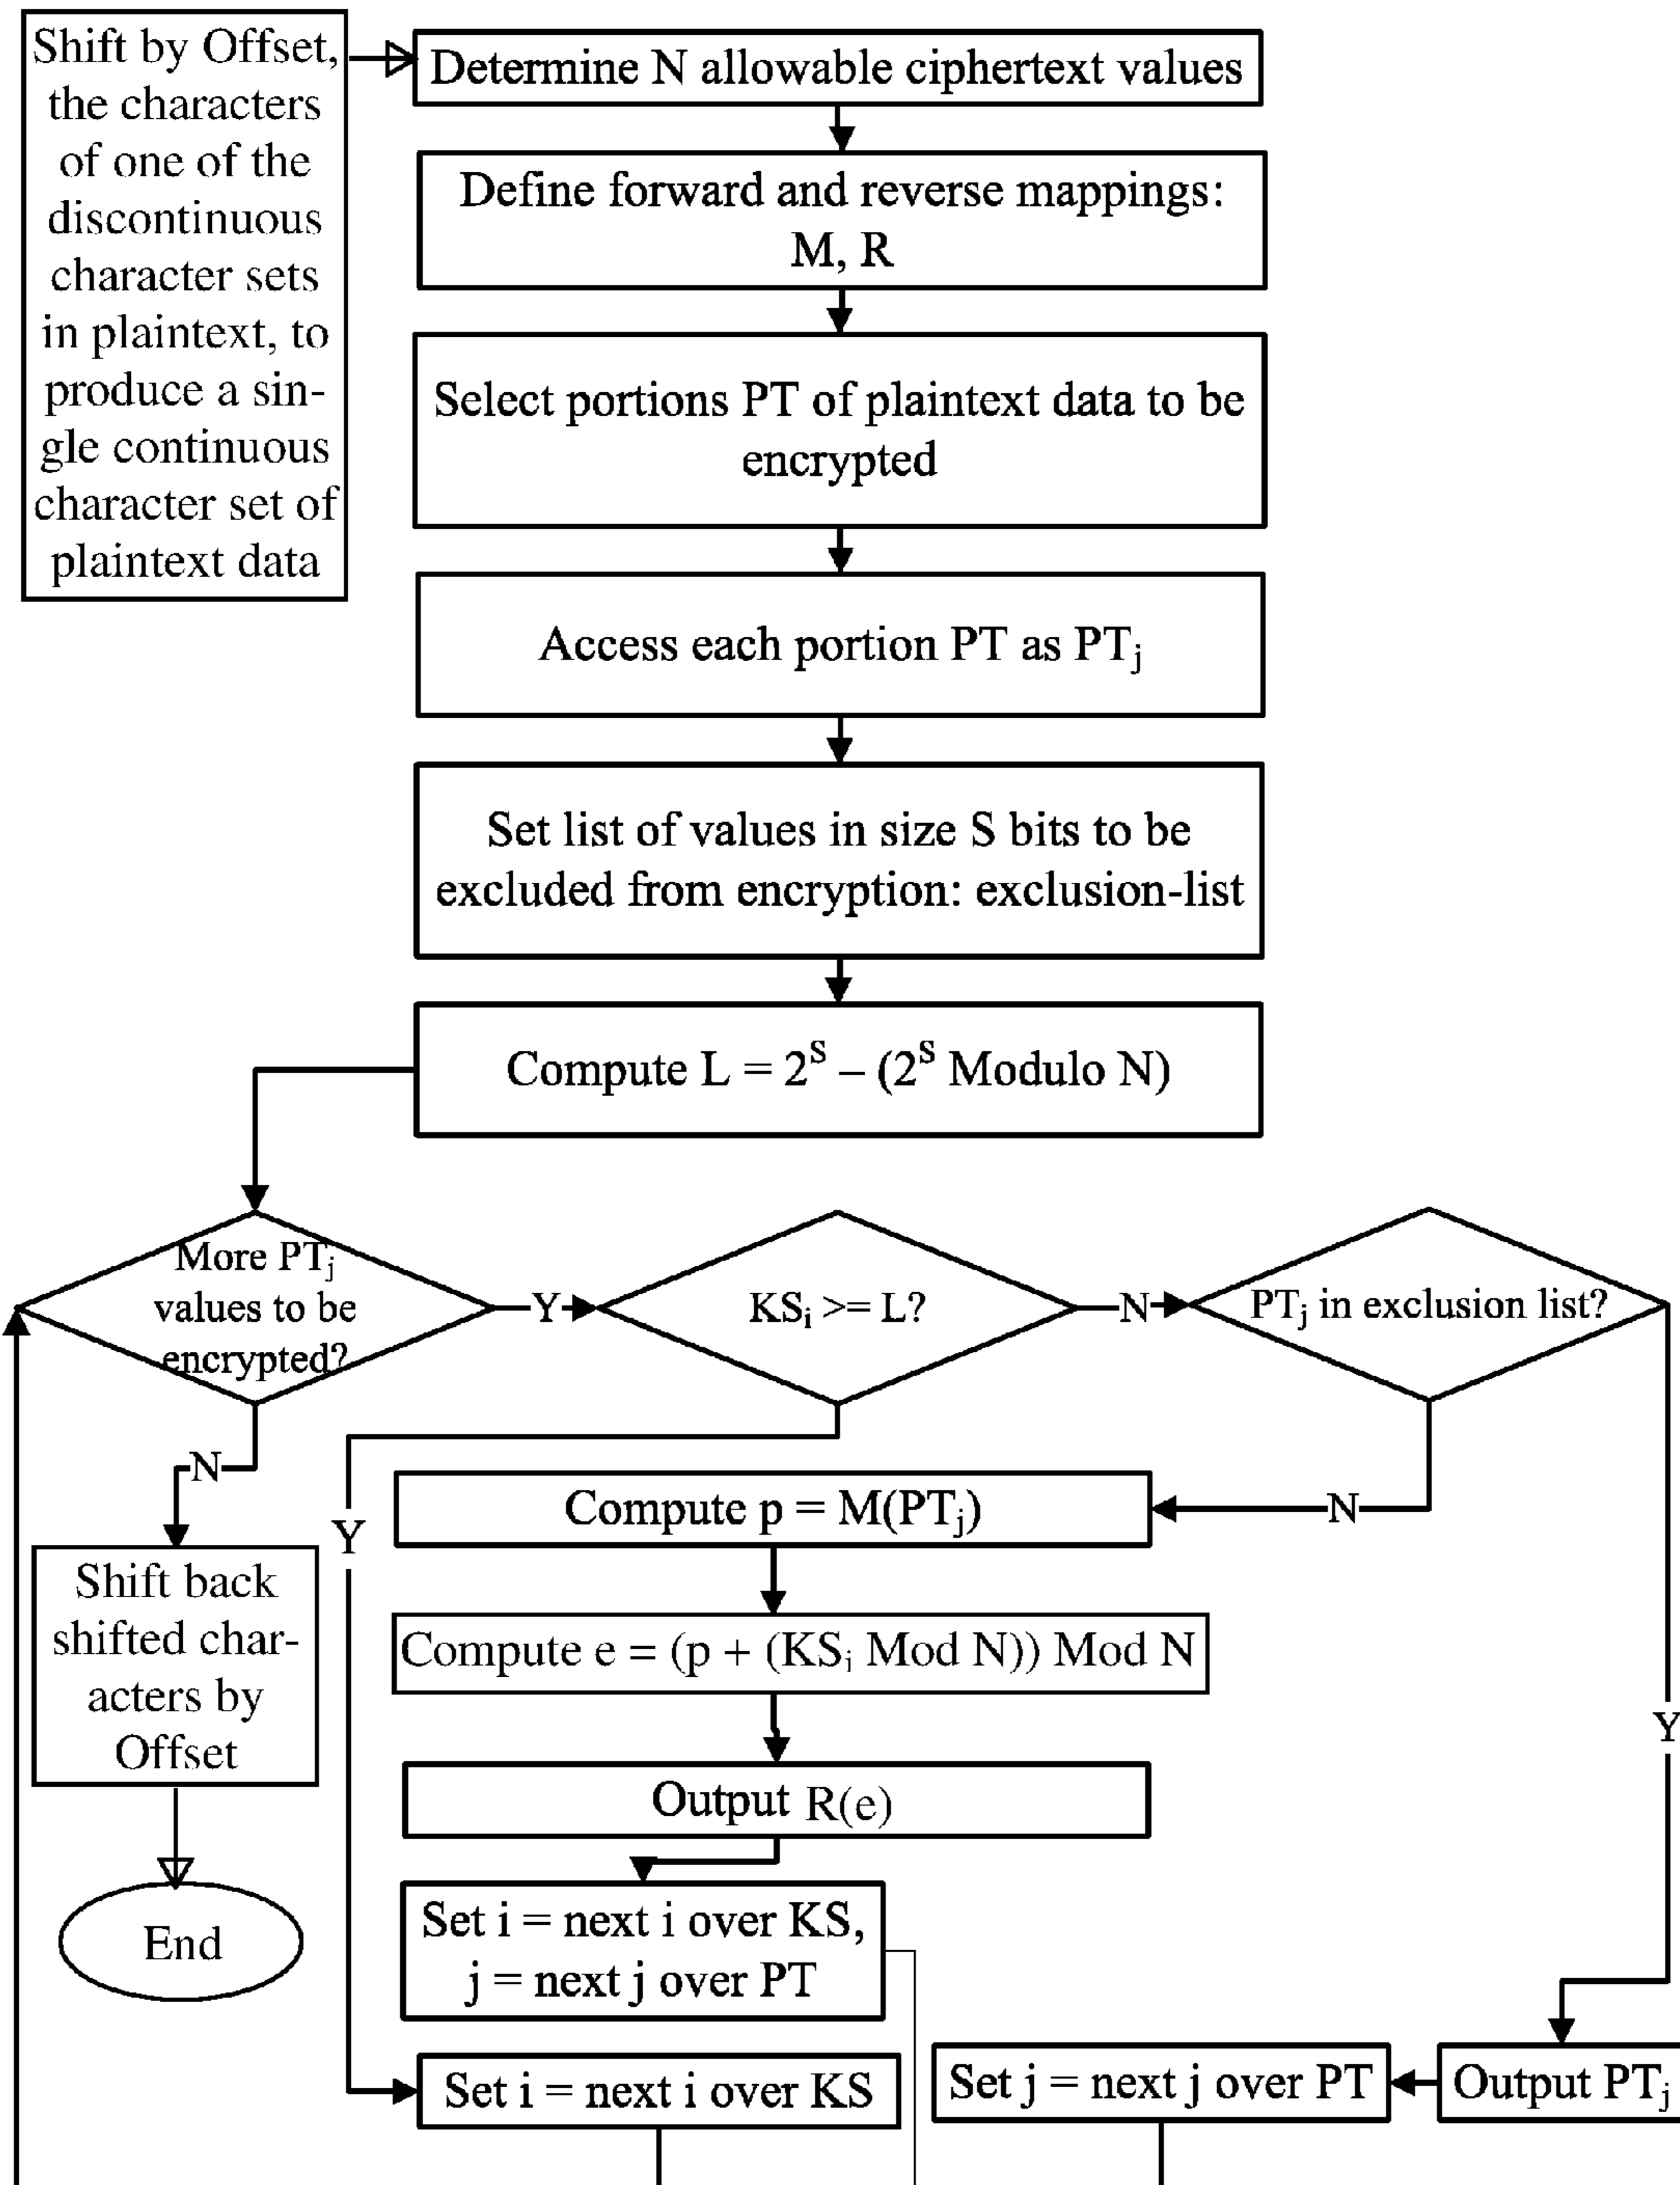 Shift by Offset,
the characters
of one of the
discontinuous
character sets
in plaintext, to
produce a sin-
gle continuous
character set of
plaintext data
Determine N allowable ciphertext values
Define forward and reverse mappings:
M, R
Select portions PT of plaintext data to be
encrypted
Access each portion PT as PTj
Set list of values in size S bits to be
excluded from encryption: exclusion-list
Compute L = 2^S – (2^S Modulo N)
More PTj
values to be
encrypted?
Y
KSi >= L?
N
PTj in exclusion list?
N
Y
N
Y
Compute p = M(PTj)
Compute e = (p + (KSi Mod N)) Mod N
Output R(e)
Set i = next i over KS,
j = next j over PT
Shift back
shifted char-
acters by
Offset
End
Set i = next i over KS
Set j = next j over PT
Output PTj